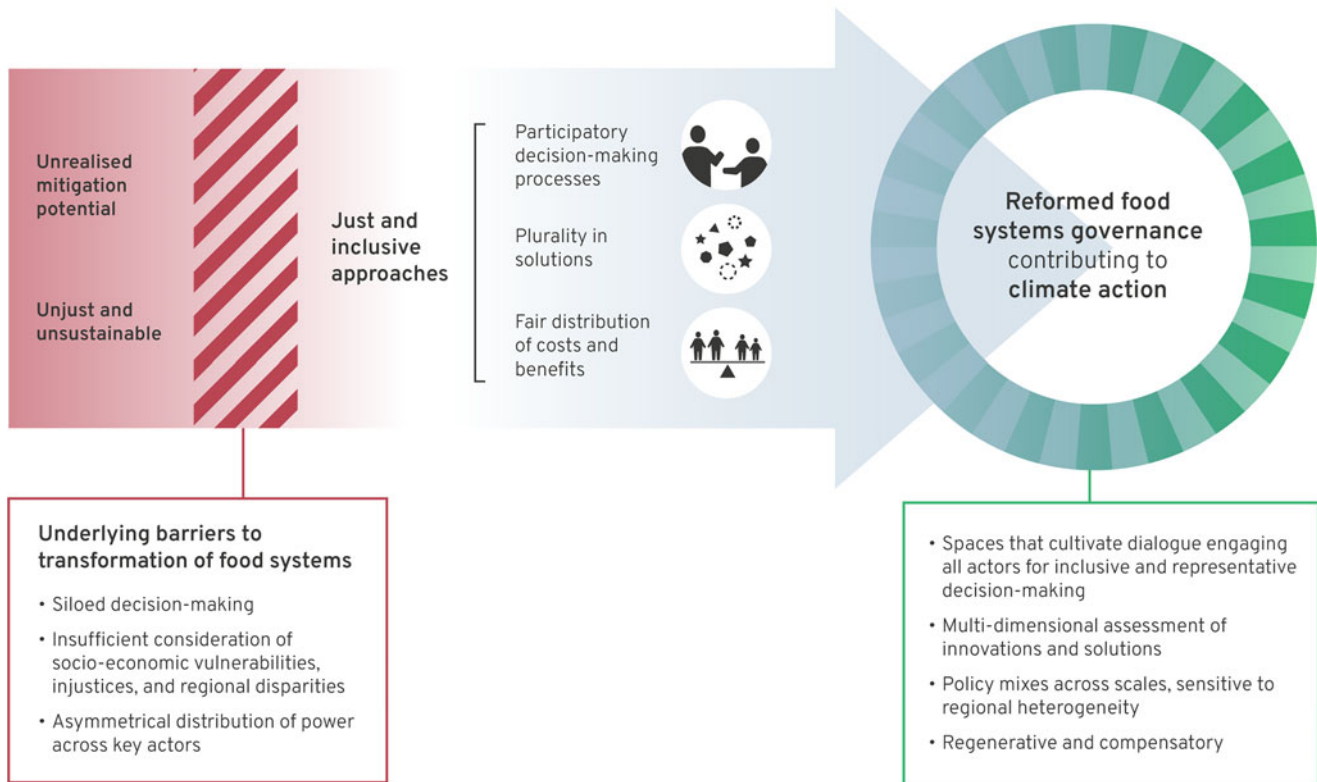 Unrealised
mitigation
potential
Unjust and
unsustainable
Just and
inclusive
approaches
Participatory
decision-making
processes
Plurality in
solutions
Fair distribution
of costs and
benefits
Reformed food
systems governance
contributing to
climate action
Underlying barriers to
transformation of food systems
• Siloed decision-making
• Insufficient consideration of
socio-economic vulnerabilities,
injustices, and regional disparities
• Asymmetrical distribution of power
across key actors
• Spaces that cultivate dialogue engaging
all actors for inclusive and representative
decision-making
• Multi-dimensional assessment of
innovations and solutions
• Policy mixes across scales, sensitive to
regional heterogeneity
• Regenerative and compensatory